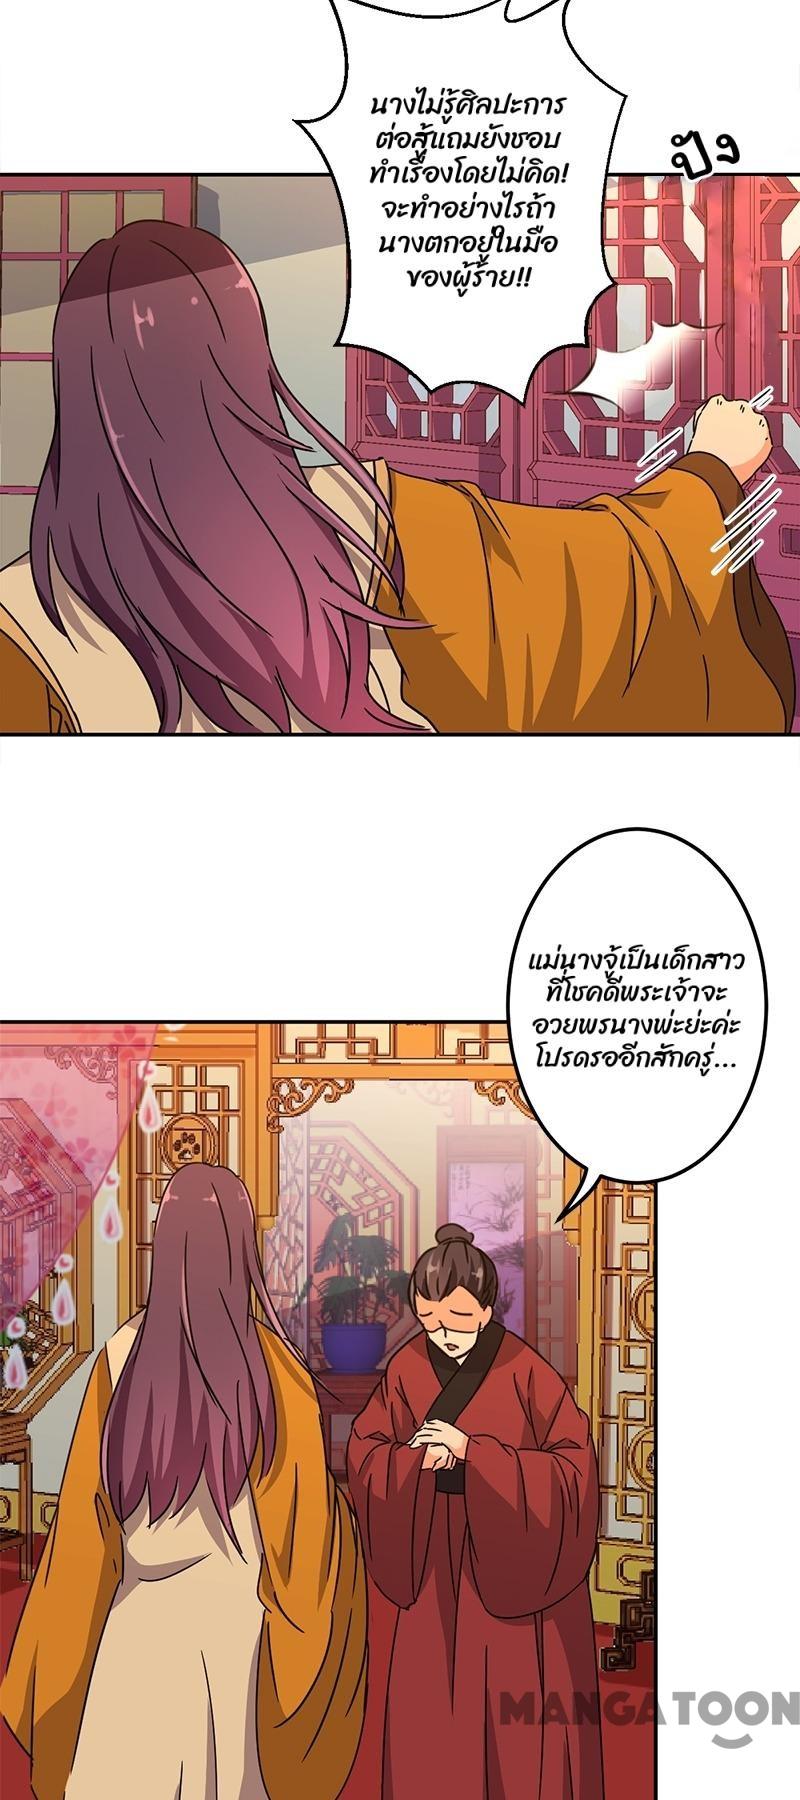 นางไม่รู้ศิลปะการ
ต่อสู้แถมยังชอบ
ทำเรื่องโดยไม่คิด!
จะทำอย่างไรถ้า
นางตกอยู่ในมือ
ของผู้ร้าย!!
ปัง
แม่นางจู้เป็นเด็กสาว
ที่โชคดีพระเจ้าจะ
อวยพรนางพ่ะย่ะค่ะ
โปรดรออีกสักครู่...
MANGATOON